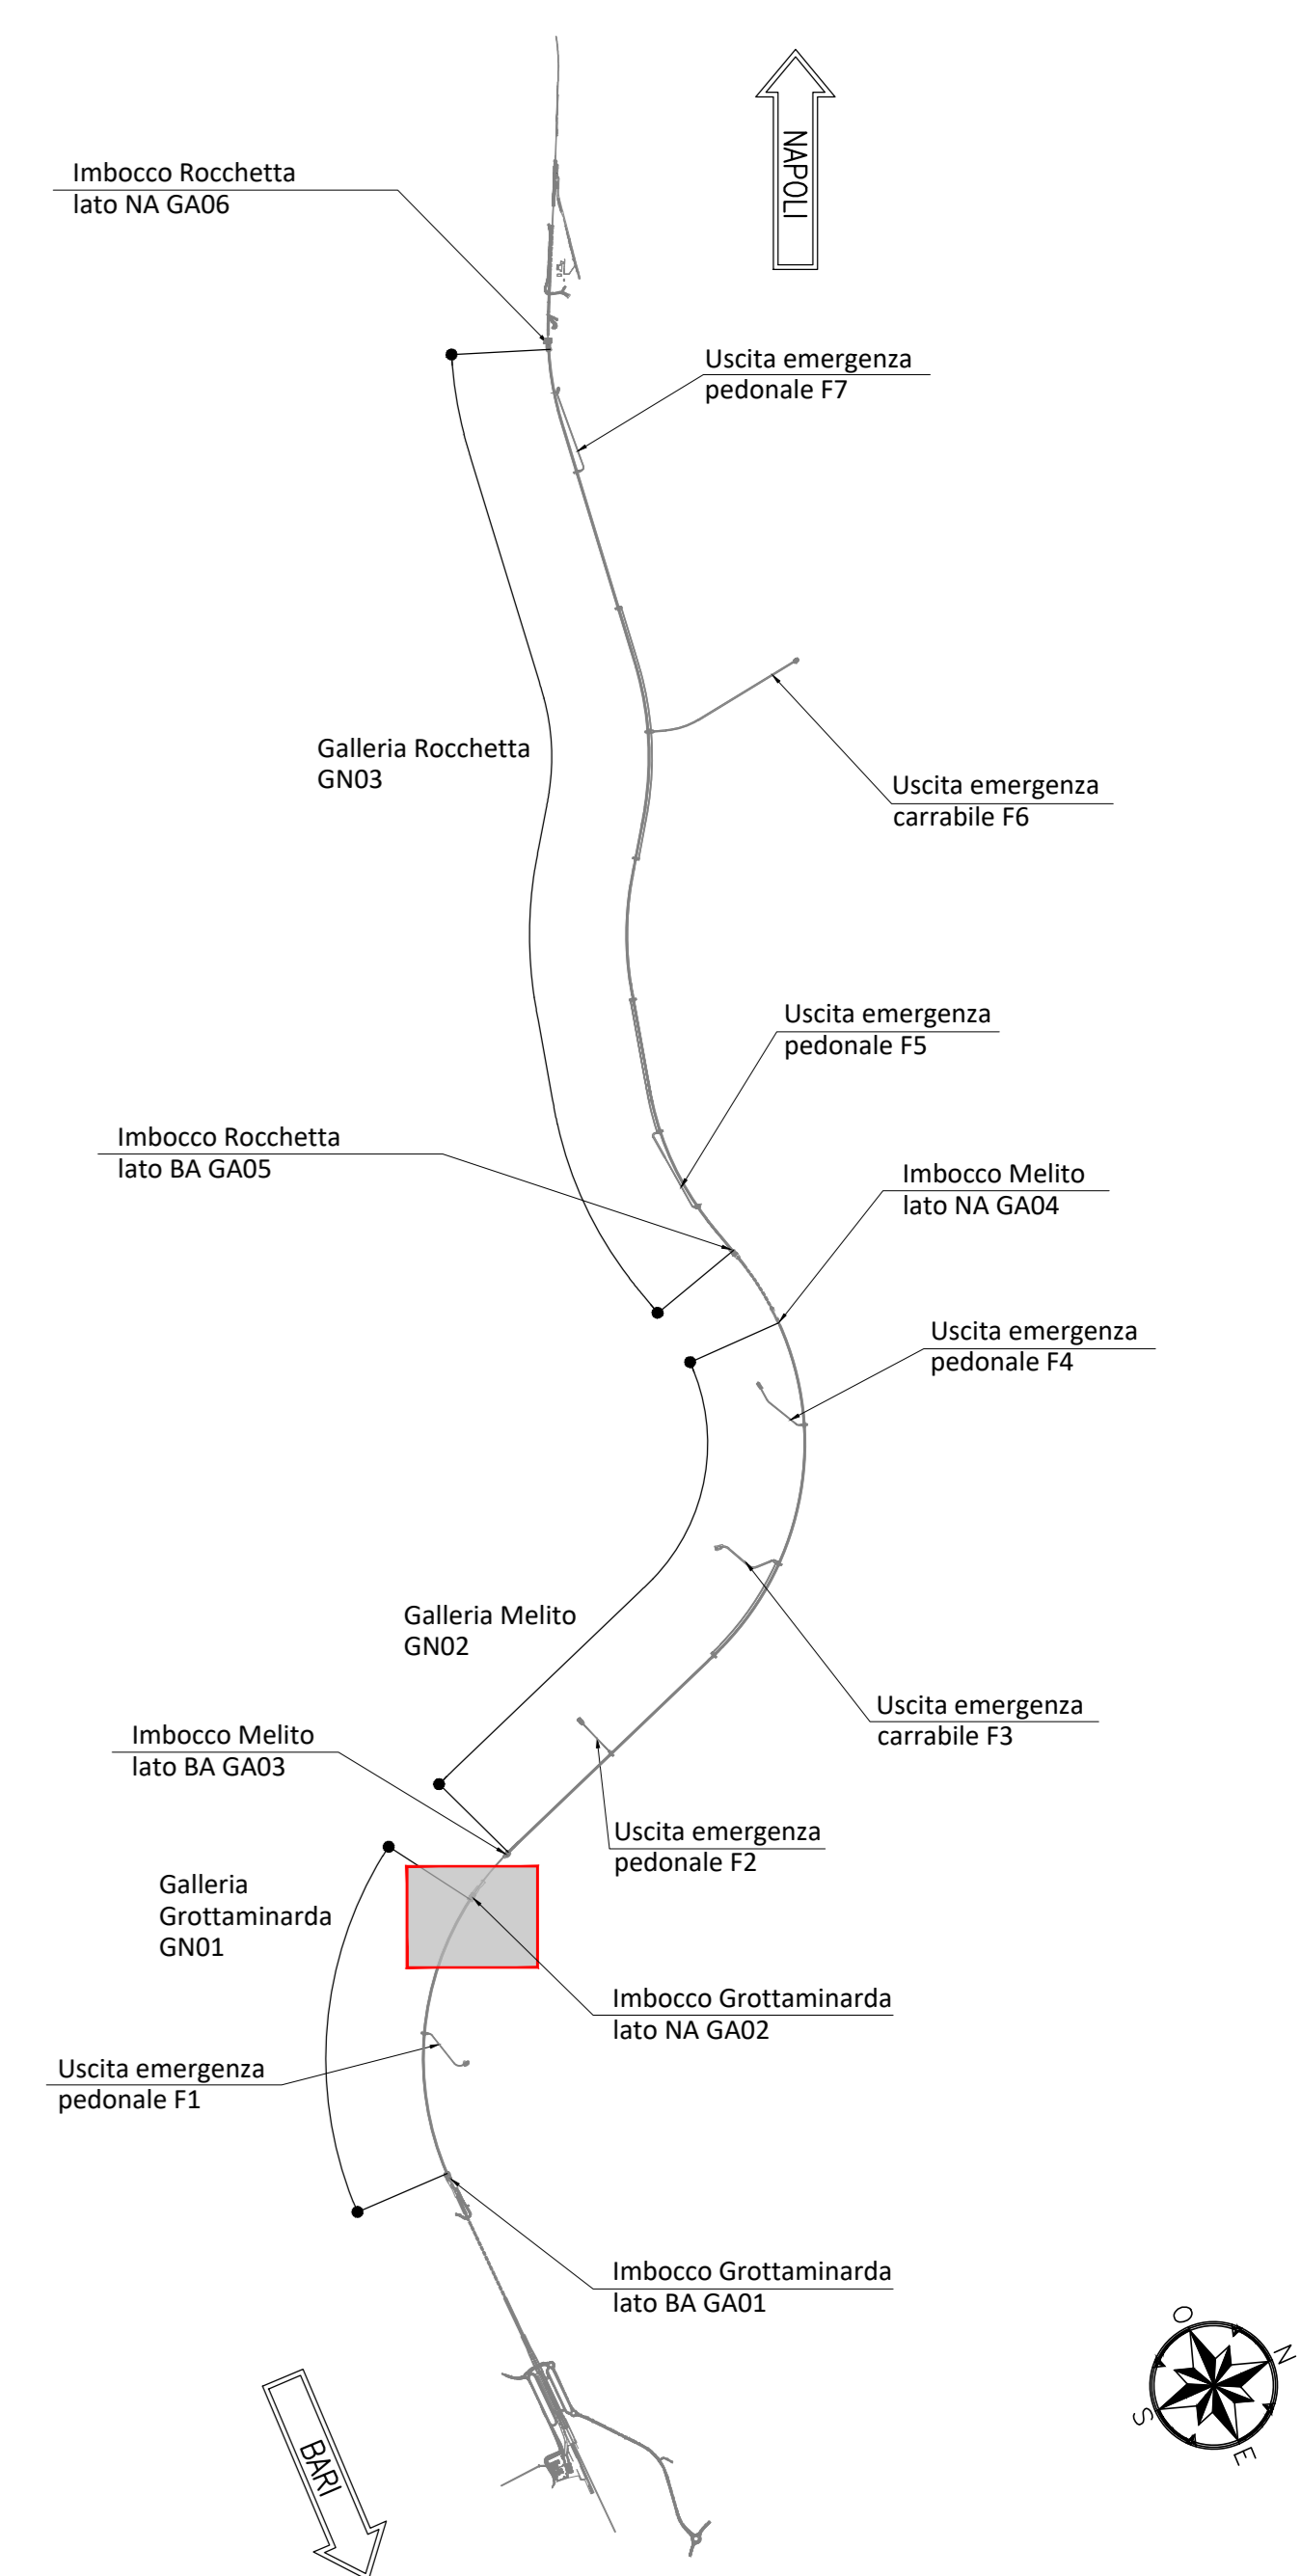 NAPOLI
Imbocco Rocchetta
lato NA GA06
Uscita emergenza
pedonale F7
Galleria Rocchetta
GN03
Uscita emergenza
carrabile F6
Uscita emergenza
pedonale F5
Imbocco Rocchetta
lato BA GA05
Imbocco Melito
lato NA GA04
Uscita emergenza
pedonale F4
Galleria Melito
GN02
Uscita emergenza
carrabile F3
Imbocco Melito
lato BA GA03
Uscita emergenza
pedonale F2
Galleria
Grottaminarda
GN01
Imbocco Grottaminarda
lato NA GA02
Uscita emergenza
pedonale F1
Imbocco Grottaminarda
lato BA GA01
BARI
O
N
S
E